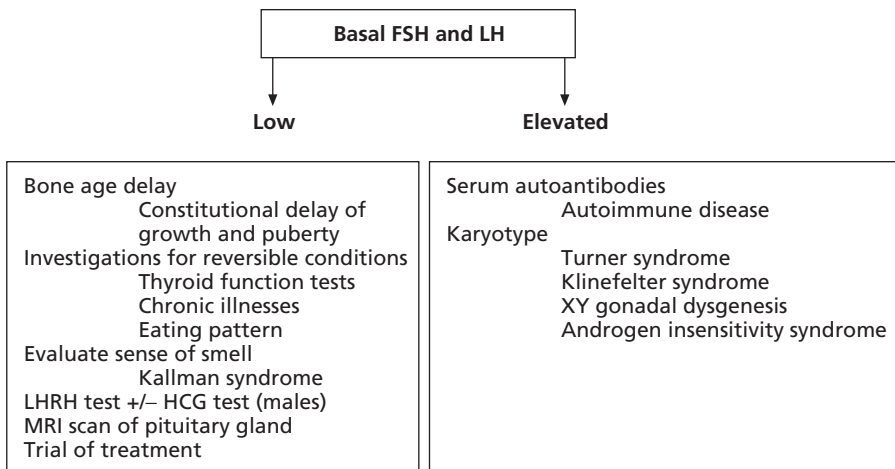 Basal FSH and LH
Low
Elevated
Bone age delay
Constitutional delay of
growth and puberty
Investigations for reversible conditions
Thyroid function tests
Chronic illnesses
Eating pattern
Evaluate sense of smell
Kallman syndrome
LHRH test +/– HCG test (males)
MRI scan of pituitary gland
Trial of treatment
Serum autoantibodies
Autoimmune disease
Karyotype
Turner syndrome
Klinefelter syndrome
XY gonadal dysgenesis
Androgen insensitivity syndrome